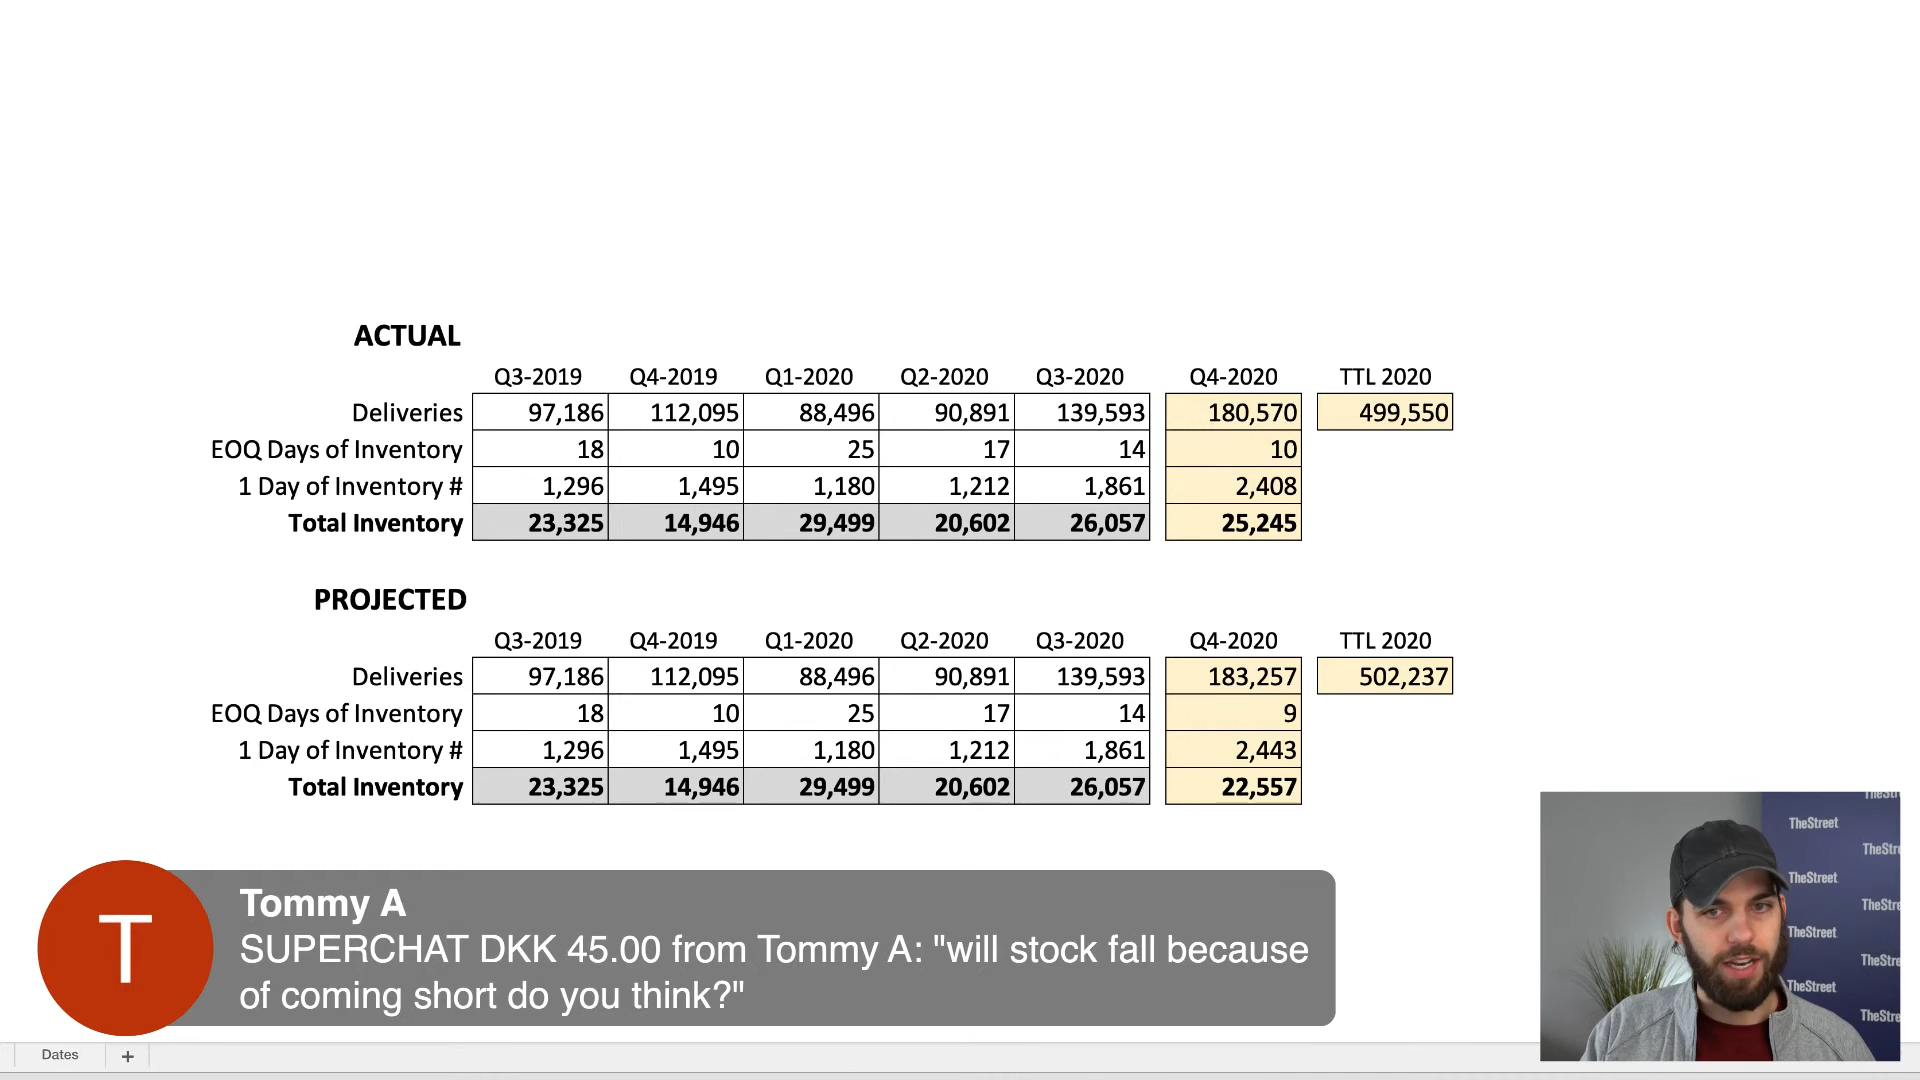 ACTUAL
Q3-2019 Q4-2019 Q1-2020 Q2-2020 Q3-2020 Q4-2020 TTL 2020
Deliveries 97,186 112,095 88,496 90,891 139,593 180,570 499,550
EOQ Days of Inventory 18 10 25 17 14 10
1 Day of Inventory # 1,296 1,495 1,180 1,212 1,861 2,408
Total Inventory 23,325 14,946 29,499 20,602 26,057 25,245
PROJECTED
Q3-2019 Q4-2019 Q1-2020 Q2-2020 Q3-2020 Q4-2020 TTL 2020
Deliveries 97,186 112,095 88,496 90,891 139,593 183,257 502,237
EOQ Days of Inventory 18 10 25 17 14 9
1 Day of Inventory # 1,296 1,495 1,180 1,212 1,861 2,443
Total Inventory 23,325 14,946 29,499 20,602 26,057 22,557
TheStreet
TheStre
TheStreet
TheStre
TheStreet
TheStre
TheStreet
TheStre
T
Tommy A
SUPERCHAT DKK 45.00 from Tommy A: "will stock fall because
of coming short do you think?"
Dates +